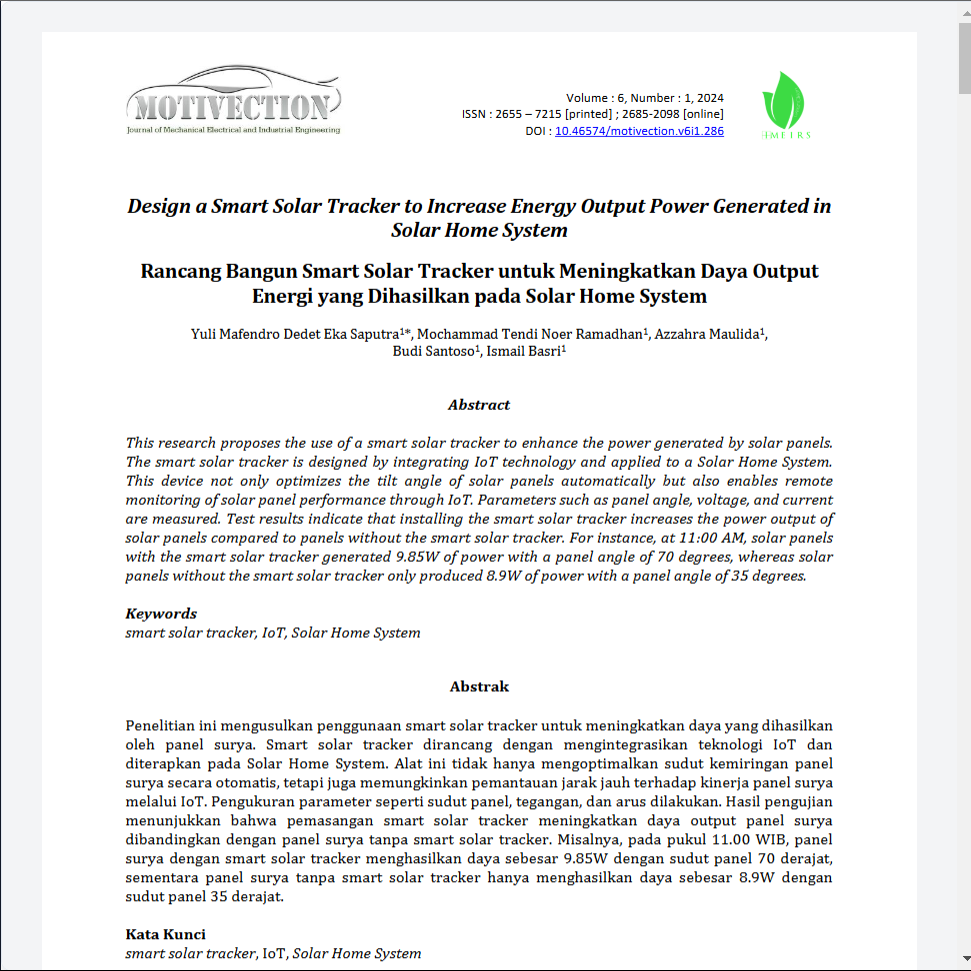 MOTIVECTION
Journal of Mechanical Electrical and Industrial Engineering
Volume : 6, Number : 1, 2024
ISSN : 2655 – 7215 [printed] ; 2685-2098 [online]
DOI : 10.46574/motivection.v6i1.286
HMEIRS
Design a Smart Solar Tracker to Increase Energy Output Power Generated in
Solar Home System
Rancang Bangun Smart Solar Tracker untuk Meningkatkan Daya Output
Energi yang Dihasilkan pada Solar Home System
Yuli Mafendro Dedet Eka Saputra¹*, Mochammad Tendi Noer Ramadhan¹, Azzahra Maulida¹,
Budi Santoso¹, Ismail Basri¹
Abstract
This research proposes the use of a smart solar tracker to enhance the power generated by solar panels.
The smart solar tracker is designed by integrating IoT technology and applied to a Solar Home System.
This device not only optimizes the tilt angle of solar panels automatically but also enables remote
monitoring of solar panel performance through IoT. Parameters such as panel angle, voltage, and current
are measured. Test results indicate that installing the smart solar tracker increases the power output of
solar panels compared to panels without the smart solar tracker. For instance, at 11:00 AM, solar panels
with the smart solar tracker generated 9.85W of power with a panel angle of 70 degrees, whereas solar
panels without the smart solar tracker only produced 8.9W of power with a panel angle of 35 degrees.
Keywords
smart solar tracker, IoT, Solar Home System
Abstrak
Penelitian ini mengusulkan penggunaan smart solar tracker untuk meningkatkan daya yang dihasilkan
oleh panel surya. Smart solar tracker dirancang dengan mengintegrasikan teknologi IoT dan
diterapkan pada Solar Home System. Alat ini tidak hanya mengoptimalkan sudut kemiringan panel
surya secara otomatis, tetapi juga memungkinkan pemantauan jarak jauh terhadap kinerja panel surya
melalui IoT. Pengukuran parameter seperti sudut panel, tegangan, dan arus dilakukan. Hasil pengujian
menunjukkan bahwa pemasangan smart solar tracker meningkatkan daya output panel surya
dibandingkan dengan panel surya tanpa smart solar tracker. Misalnya, pada pukul 11.00 WIB, panel
surya dengan smart solar tracker menghasilkan daya sebesar 9.85W dengan sudut panel 70 derajat,
sementara panel surya tanpa smart solar tracker hanya menghasilkan daya sebesar 8.9W dengan
sudut panel 35 derajat.
Kata Kunci
smart solar tracker, IoT, Solar Home System